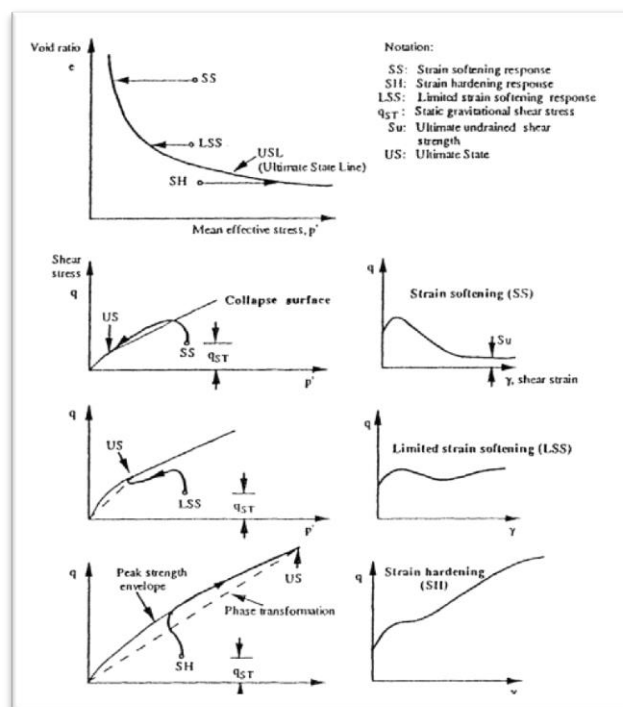 Void ratio
e
SS
LSS
USL
(Ultimate State Line)
SH
Mean effective stress, p'
Notation:
SS: Strain softening response
SH: Strain hardening response
LSS: Limited strain softening response
qST: Static gravitational shear stress
Su: Ultimate undrained shear
strength
US: Ultimate State
Shear
stress
q
US
Collapse surface
SS
qST
p'
q
Strain softening (SS)
Su
γ, shear strain
q
US
LSS
qST
p'
q
Limited strain softening (LSS)
γ
q
Peak strength
envelope
US
Phase transformation
SH
qST
q
Strain hardening
(SH)
γ